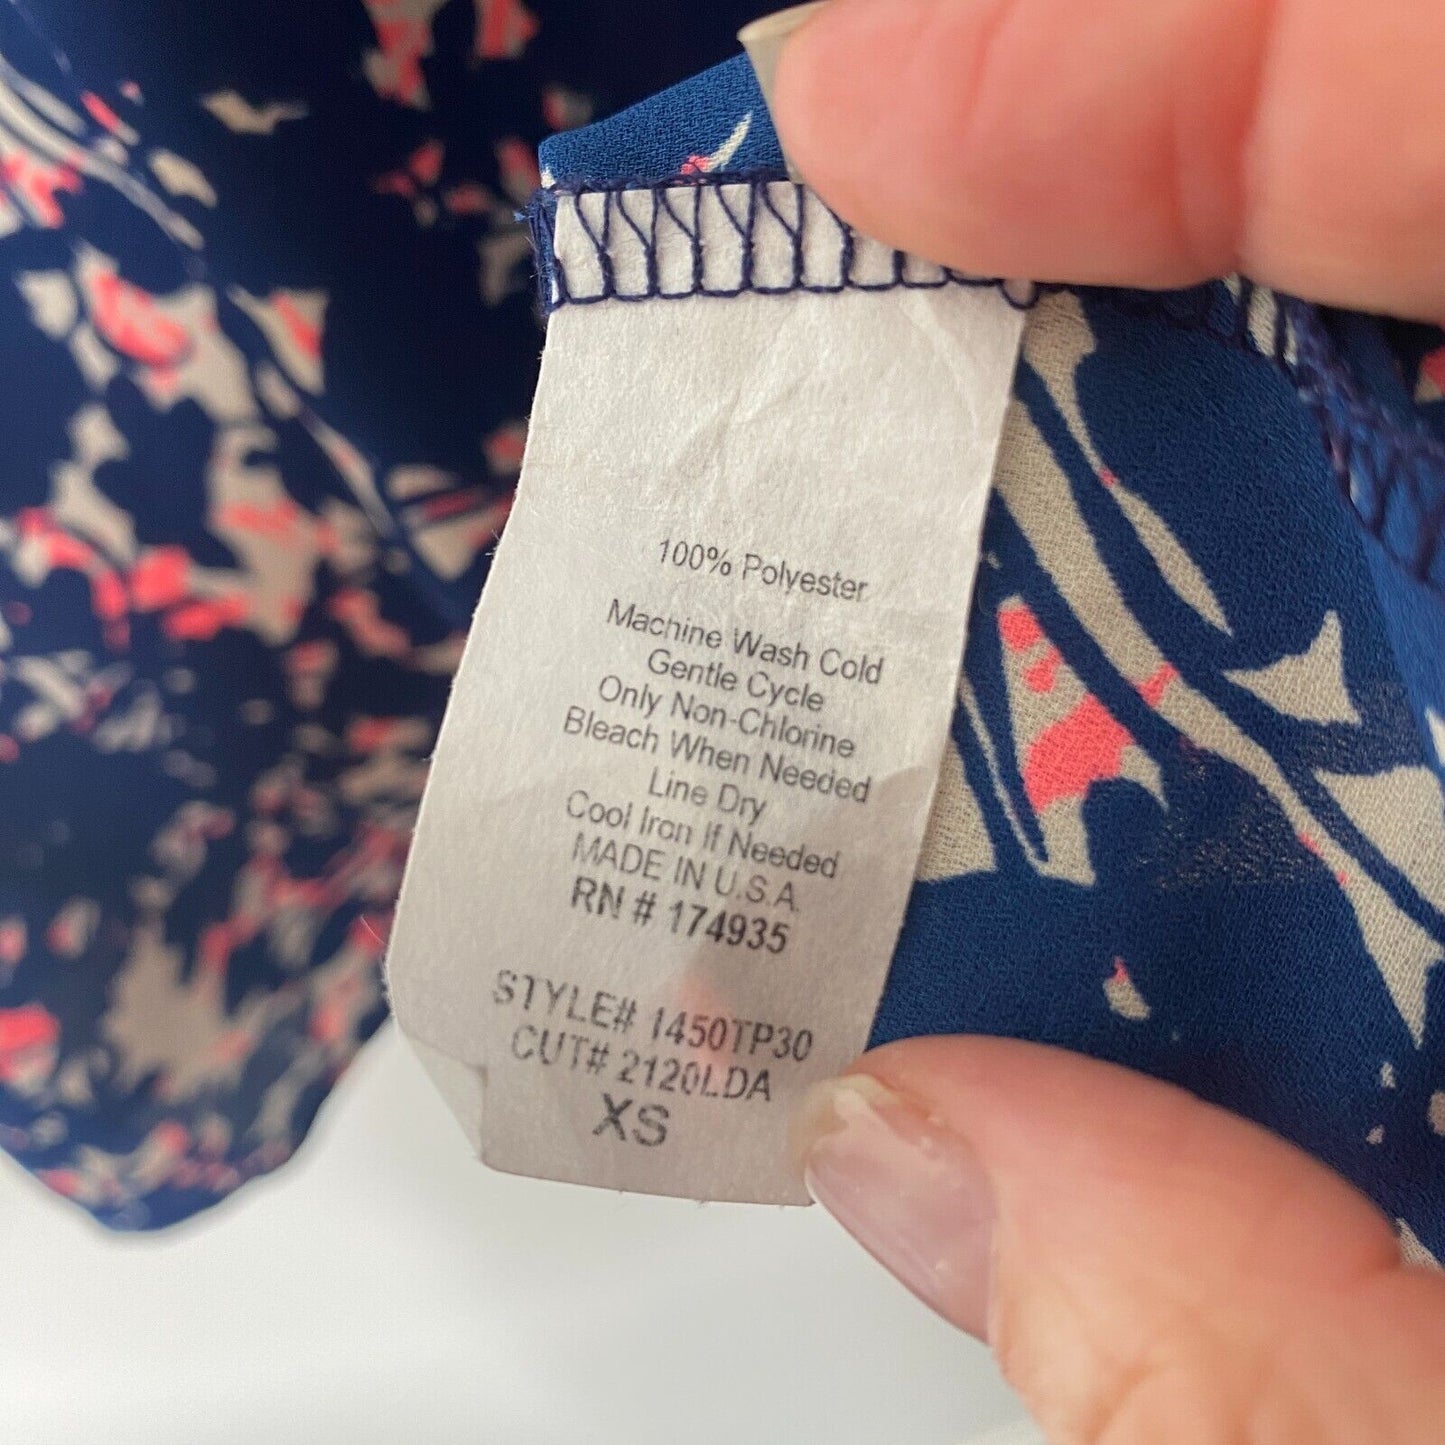 100% Polyester
Machine Wash Cold
Gentle Cycle
Only Non-Chlorine
Bleach When Needed
Line Dry
Cool Iron If Needed
MADE IN U.S.A.
RN # 174935
STYLE# 1450TP30
CUT# 2120LDA
XS